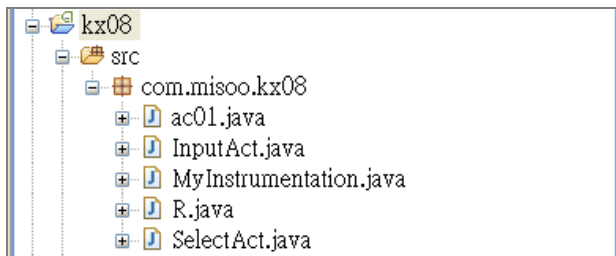 kx08
src
com.misoo.kx08
ac01.java
InputAct.java
MyInstrumentation.java
R.java
SelectAct.java